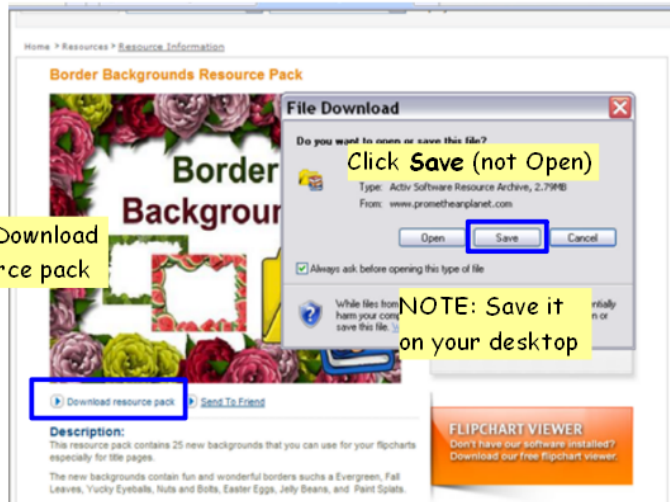 Home > Resources > Resource Information
Border Backgrounds Resource Pack
Border
Backgrour
Download
rce pack
File Download
Do you want to open or save this file?
Click Save (not Open)
Type: Activ Software Resource Archive, 2.79MB
From: www.prometheanplanet.com
Open Save Cancel
Always ask before opening this type of file
While files from
harm your
save this file.
NOTE: Save it
on your desktop
Download resource pack Send To Friend
Description:
This resource pack contains 25 new backgrounds that you can use for your flipcharts
especially for title pages.
The new backgrounds contain fun and wonderful borders suchs a Evergreen, Fall
Leaves, Yucky Eyeballs, Nuts and Bolts, Easter Eggs, Jelly Beans, and Paint Splats.
FLIPCHART VIEWER
Don't have our software installed?
Download our free flipchart viewer.